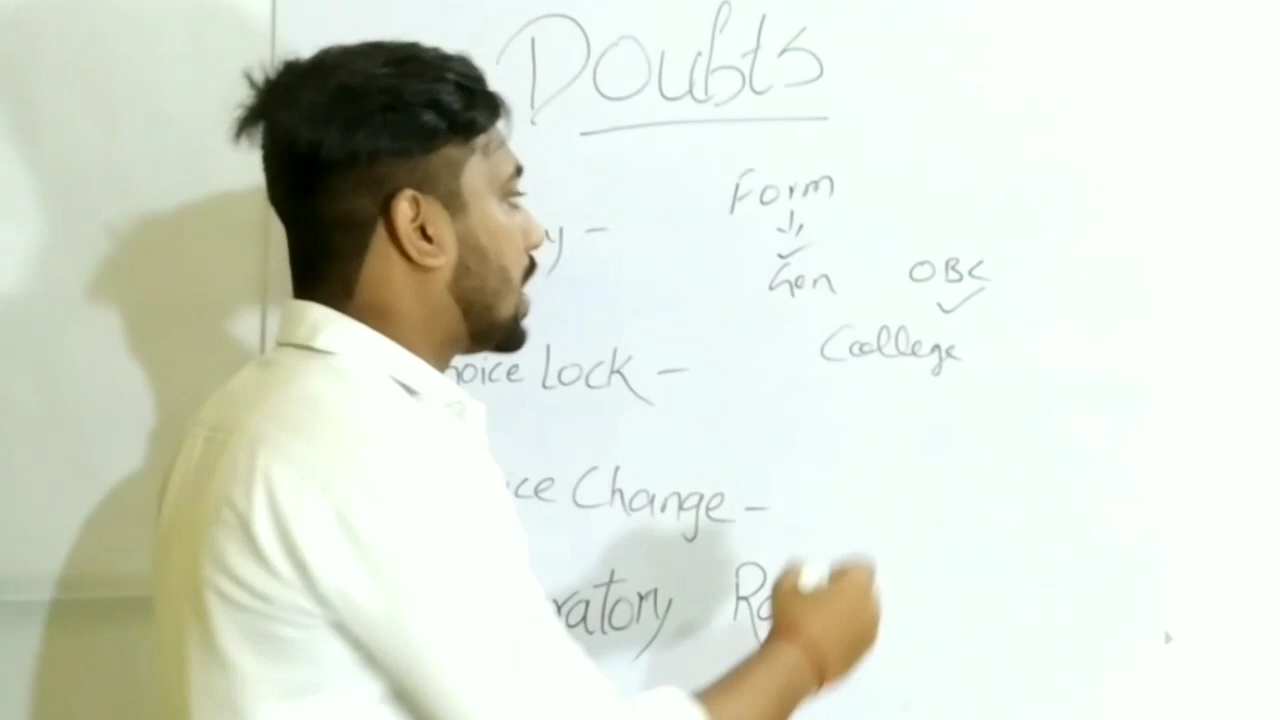 Doubts
Form
y -
Gen OBC
College
hoice Lock -
ice Change -
ratory